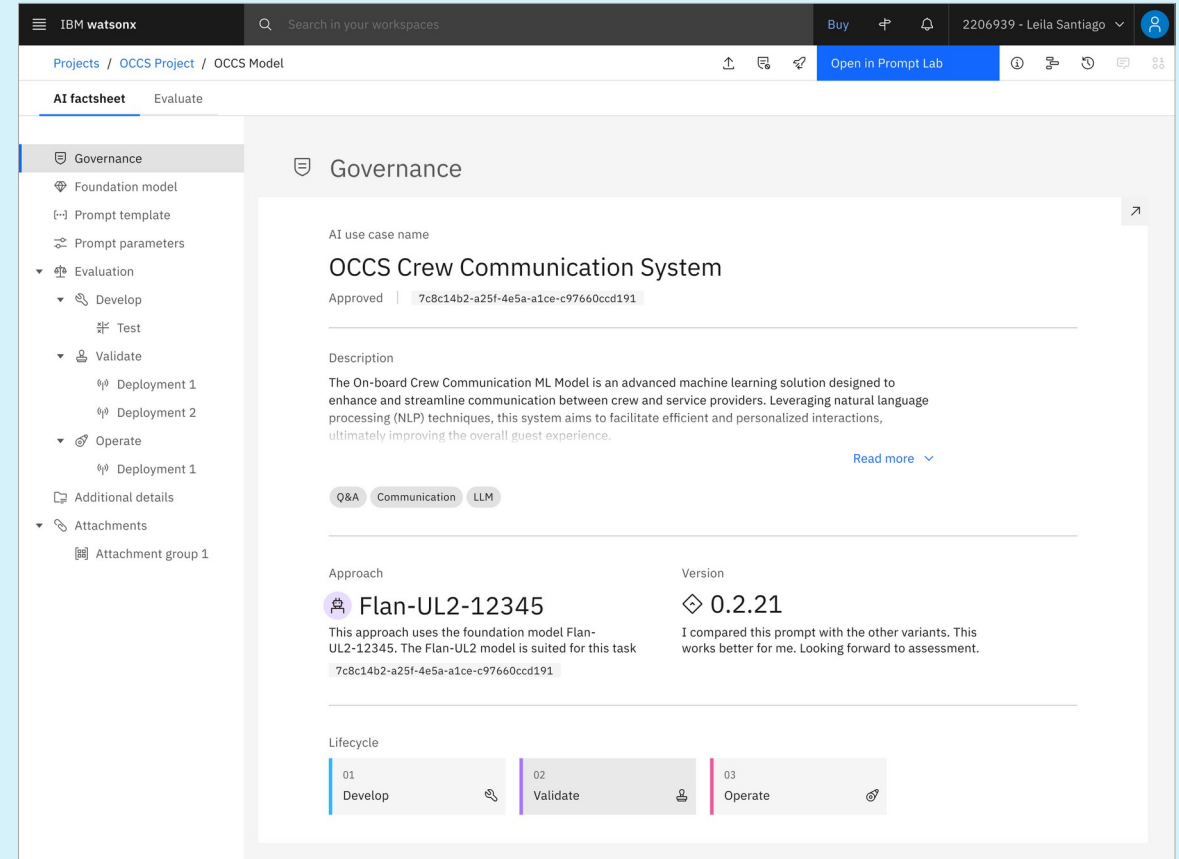 IBM watsonx
Search in your workspaces
Buy
2206939 - Leila Santiago
Projects / OCCS Project / OCCS Model
Open in Prompt Lab
AI factsheet
Evaluate
Governance
Foundation model
Prompt template
Prompt parameters
Evaluation
Develop
Test
Validate
Deployment 1
Deployment 2
Operate
Deployment 1
Additional details
Attachments
Attachment group 1
Governance
AI use case name
OCCS Crew Communication System
Approved
7c8c14b2-a25f-4e5a-a1ce-c97660ccd191
Description
The On-board Crew Communication ML Model is an advanced machine learning solution designed to
enhance and streamline communication between crew and service providers. Leveraging natural language
processing (NLP) techniques, this system aims to facilitate efficient and personalized interactions,
ultimately improving the overall guest experience.
Read more
Q&A
Communication
LLM
Approach
Flan-UL2-12345
This approach uses the foundation model Flan-
UL2-12345. The Flan-UL2 model is suited for this task
7c8c14b2-a25f-4e5a-a1ce-c97660ccd191
Version
0.2.21
I compared this prompt with the other variants. This
works better for me. Looking forward to assessment.
Lifecycle
01
Develop
02
Validate
03
Operate